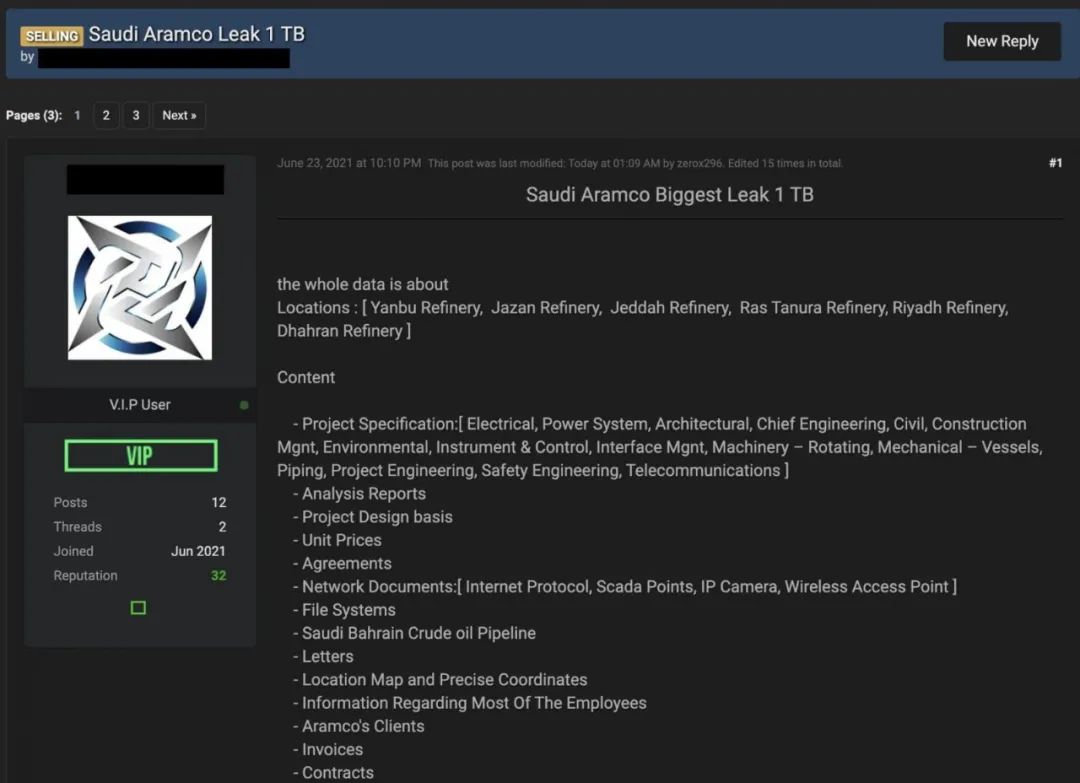 SELLING Saudi Aramco Leak 1 TB
by
New Reply
Pages (3): 1 2 3 Next »
June 23, 2021 at 10:10 PM This post was last modified: Today at 01:09 AM by zerox296. Edited 15 times in total.
#1
Saudi Aramco Biggest Leak 1 TB
V.I.P User
VIP
Posts 12
Threads 2
Joined Jun 2021
Reputation 32
the whole data is about
Locations : [ Yanbu Refinery, Jazan Refinery, Jeddah Refinery, Ras Tanura Refinery, Riyadh Refinery,
Dhahran Refinery ]
Content
- Project Specification:[ Electrical, Power System, Architectural, Chief Engineering, Civil, Construction
Mgnt, Environmental, Instrument & Control, Interface Mgnt, Machinery – Rotating, Mechanical – Vessels,
Piping, Project Engineering, Safety Engineering, Telecommunications ]
- Analysis Reports
- Project Design basis
- Unit Prices
- Agreements
- Network Documents:[ Internet Protocol, Scada Points, IP Camera, Wireless Access Point ]
- File Systems
- Saudi Bahrain Crude oil Pipeline
- Letters
- Location Map and Precise Coordinates
- Information Regarding Most Of The Employees
- Aramco's Clients
- Invoices
- Contracts